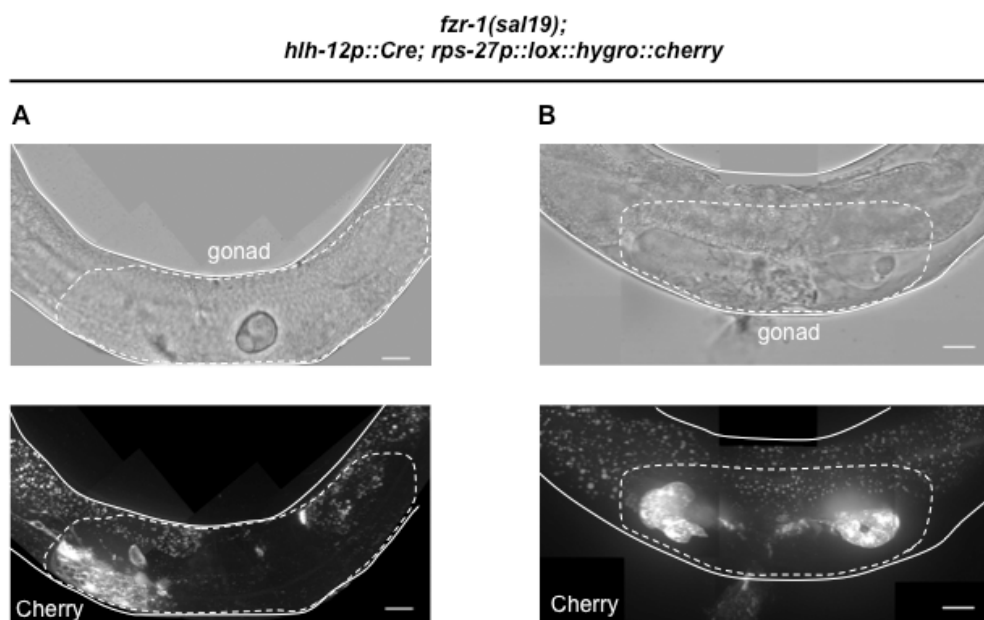 fzr-1(sal19);
hlh-12p::Cre; rps-27p::lox::hygro::cherry
A
B
gonad
gonad
Cherry
Cherry